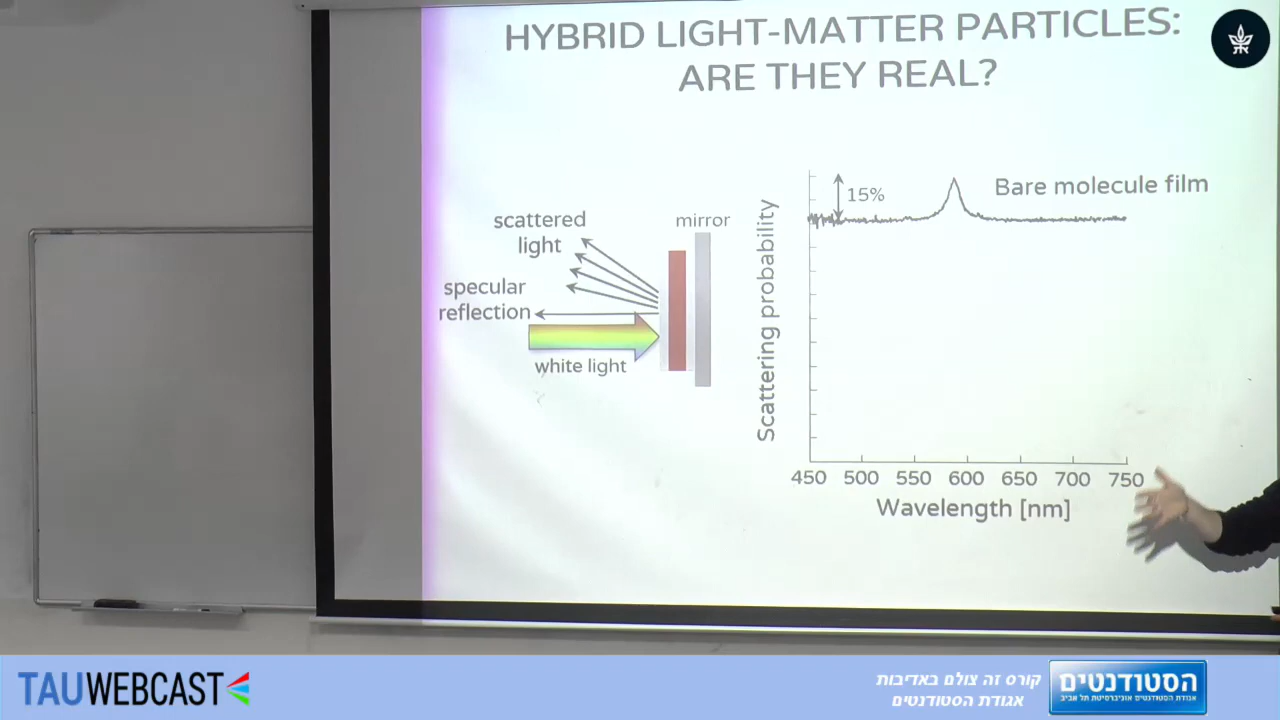 HYBRID LIGHT-MATTER PARTICLES:
ARE THEY REAL?
scattered
light
specular
reflection
white light
mirror
Scattering probability
15%
Bare molecule film
450 500 550 600 650 700 750
Wavelength [nm]
TAUWEBCAST
קורס זה צולם באדיבות
אגודת הסטודנטים
הסטודנטים
אגודת הסטודנטים אוניברסיטת תל אביב